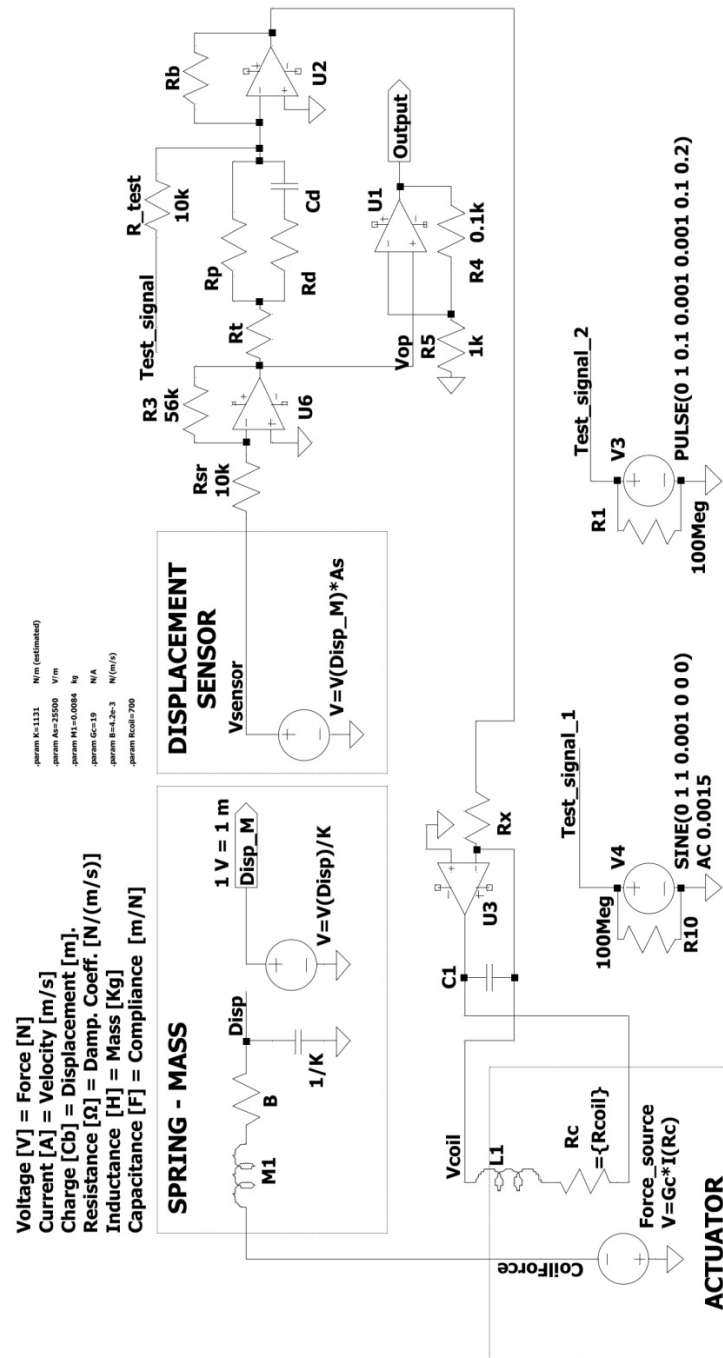 Voltage [V] = Force [N]
Current [A] = Velocity [m/s]
Charge [Cb] = Displacement [m].
Resistance [Ω] = Damp. Coeff. [N/(m/s)]
Inductance [H] = Mass [Kg]
Capacitance [F] = Compliance [m/N]
.param K=1131 N/m (estimated)
.param As=25500 V/m
.param M1=0.0084 kg
.param Gc=19 N/A
.param B=4.2e-3 N/(m/s)
.param Rcoil=700
SPRING - MASS
M1
B
Disp
1/K
1 V = 1 m
Disp_M
V=V(Disp)/K
DISPLACEMENT
SENSOR
Vsensor
V=V(Disp_M)*As
Rsr
10k
R3
56k
U6
Test_signal
R_test
10k
Rt
Rp
Rd
Cd
Rb
U2
Vop
R5
1k
U1
R4
0.1k
Output
CoilForce
Vcoil
L1
Rc
={Rcoil}
Force_source
V=Gc*I(Rc)
ACTUATOR
C1
U3
Rx
Test_signal_1
100Meg
V4
R10
SINE(0 1 1 0.001 0 0 0)
AC 0.0015
Test_signal_2
R1
V3
100Meg
PULSE(0 1 0.1 0.001 0.001 0.1 0.2)